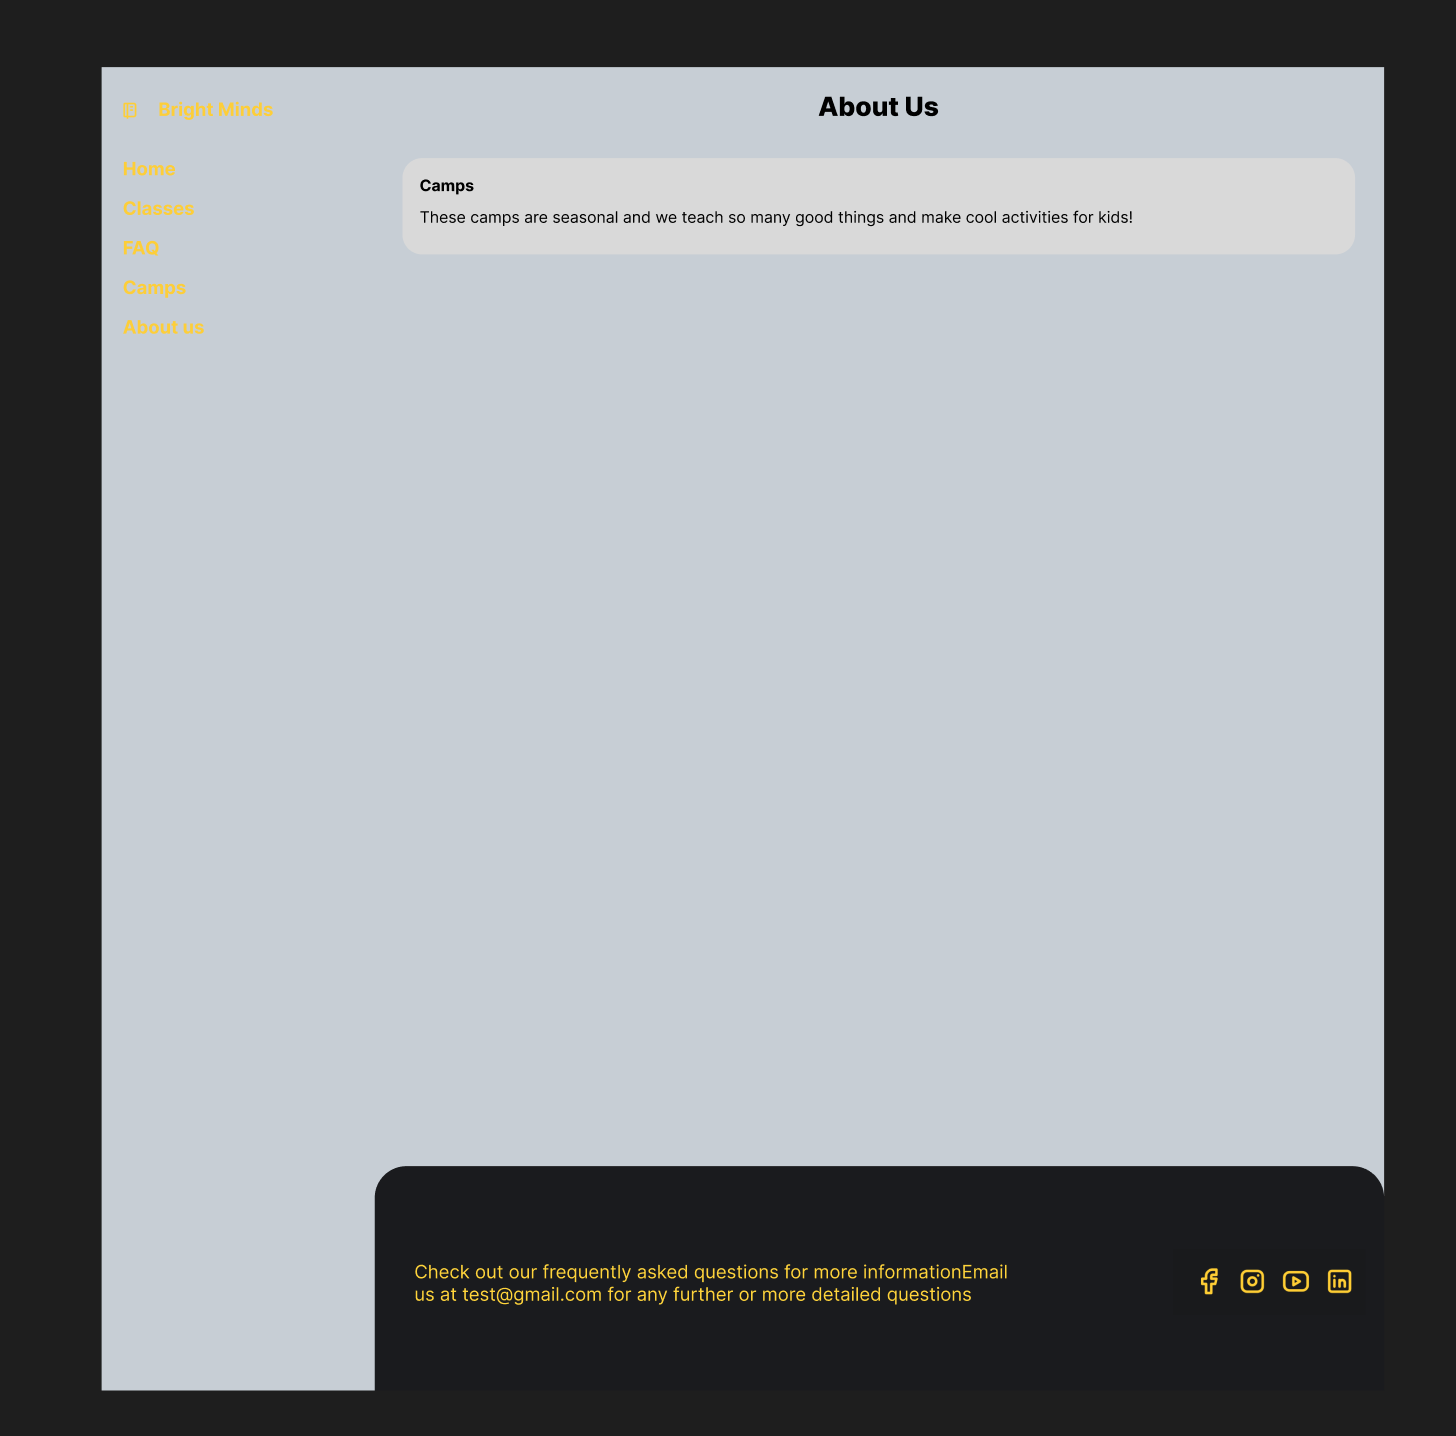 Bright Minds
Home
Classes
FAQ
Camps
About us
About Us
Camps
These camps are seasonal and we teach so many good things and make cool activities for kids!
Check out our frequently asked questions for more informationEmail
us at test@gmail.com for any further or more detailed questions